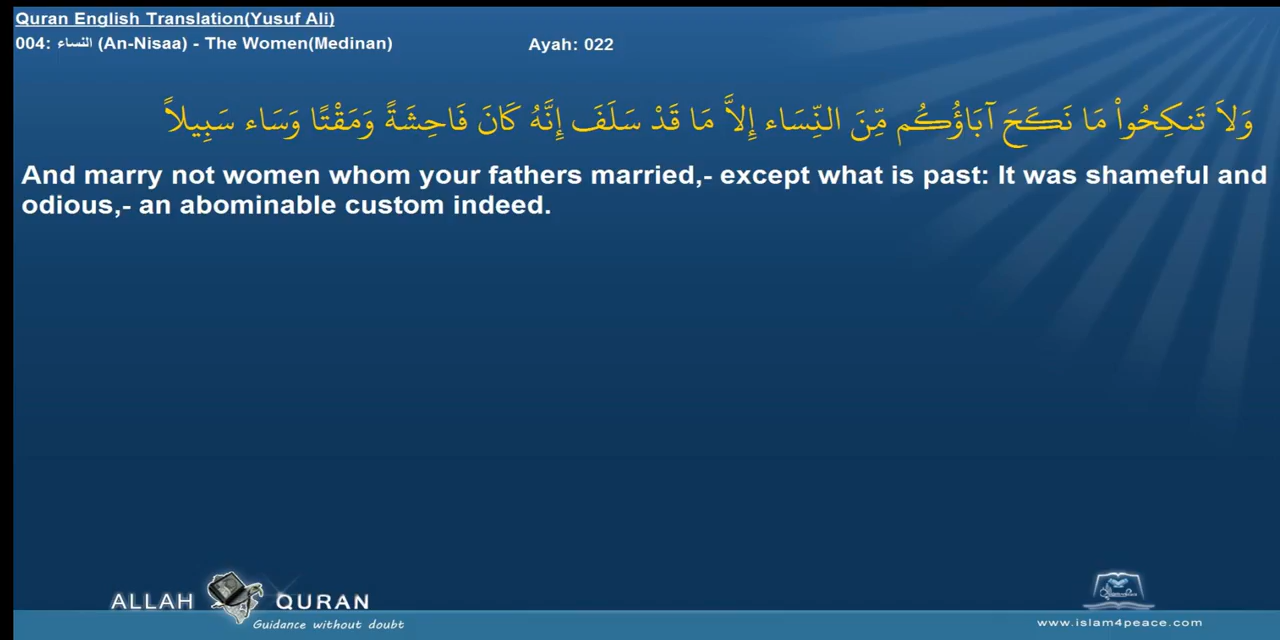 Quran English Translation(Yusuf Ali)
004: النساء (An-Nisaa) - The Women(Medinan) Ayah: 022
وَلاَ تَنكِحُواْ مَا نَكَحَ آبَاؤُكُم مِّنَ النِّسَاء إِلاَّ مَا قَدْ سَلَفَ إِنَّهُ كَانَ فَاحِشَةً وَمَقْتًا وَسَاء سَبِيلاً
And marry not women whom your fathers married,- except what is past: It was shameful and
odious,- an abominable custom indeed.
ALLAH QURAN
Guidance without doubt
www.islam4peace.com